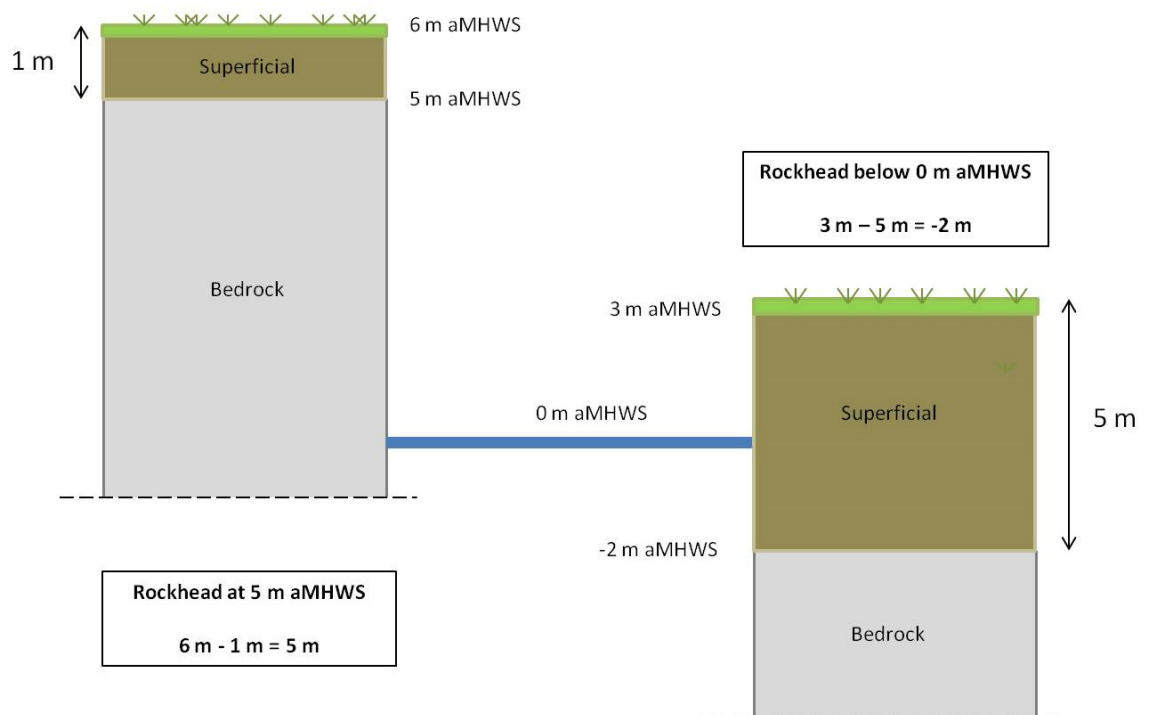 6 m aMHWS
1 m
Superficial
5 m aMHWS
Bedrock
Rockhead at 5 m aMHWS
6 m - 1 m = 5 m
Rockhead below 0 m aMHWS
3 m – 5 m = -2 m
3 m aMHWS
0 m aMHWS
Superficial
5 m
-2 m aMHWS
Bedrock